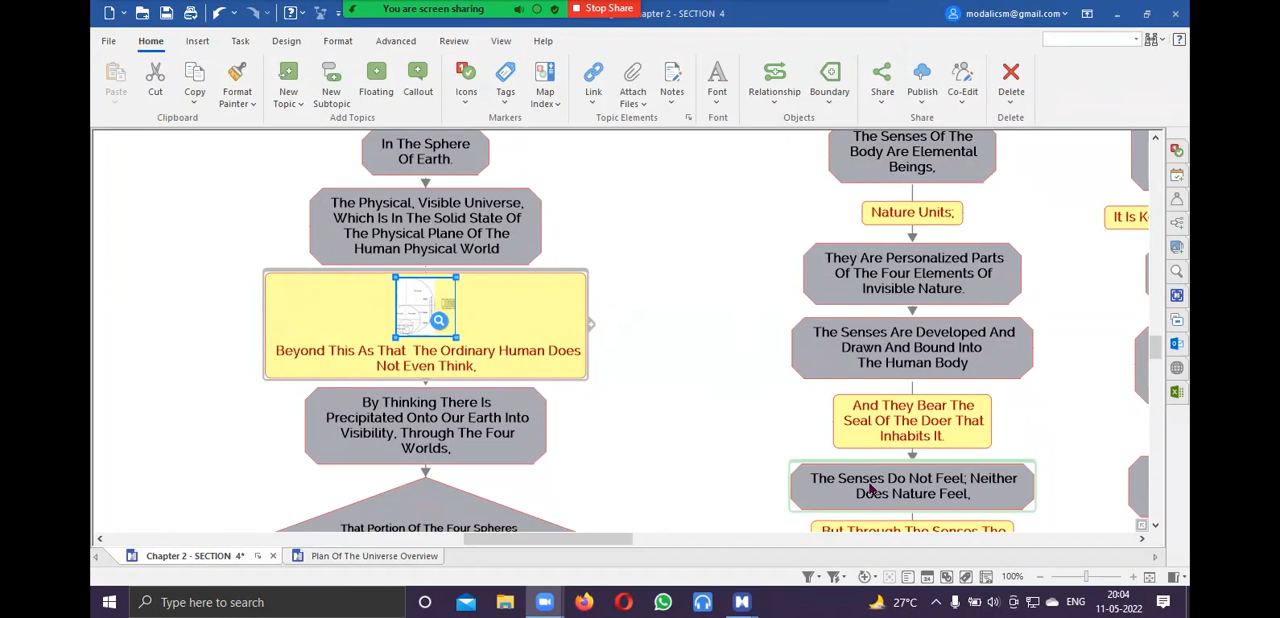 You are screen sharing
Stop Share
Chapter 2 - SECTION 4
modalicsm@gmail.com
File Home Insert Task Design Format Advanced Review View Help
Paste
Cut
Copy
Format
Painter
New
Topic
New
Subtopic
Floating
Callout
Icons
Tags
Map
Index
Link
Attach
Files
Notes
Font
Relationship
Boundary
Share
Publish
Co-Edit
Delete
Clipboard
Add Topics
Markers
Topic Elements
Font
Objects
Share
Delete
In The Sphere
Of Earth.
The Physical, Visible Universe,
Which Is In The Solid State Of
The Physical Plane Of The
Human Physical World
Beyond This As That The Ordinary Human Does
Not Even Think,
By Thinking There Is
Precipitated Onto Our Earth Into
Visibility, Through The Four
Worlds,
That Portion Of The Four Spheres
The Senses Of The
Body Are Elemental
Beings,
Nature Units;
They Are Personalized Parts
Of The Four Elements Of
Invisible Nature.
The Senses Are Developed And
Drawn And Bound Into
The Human Body
And They Bear The
Seal Of The Doer That
Inhabits It.
The Senses Do Not Feel; Neither
Does Nature Feel,
But Through The Senses The
It Is K
Chapter 2 - SECTION 4*
Plan Of The Universe Overview
100%
Type here to search
27°C
ENG
20:04
11-05-2022